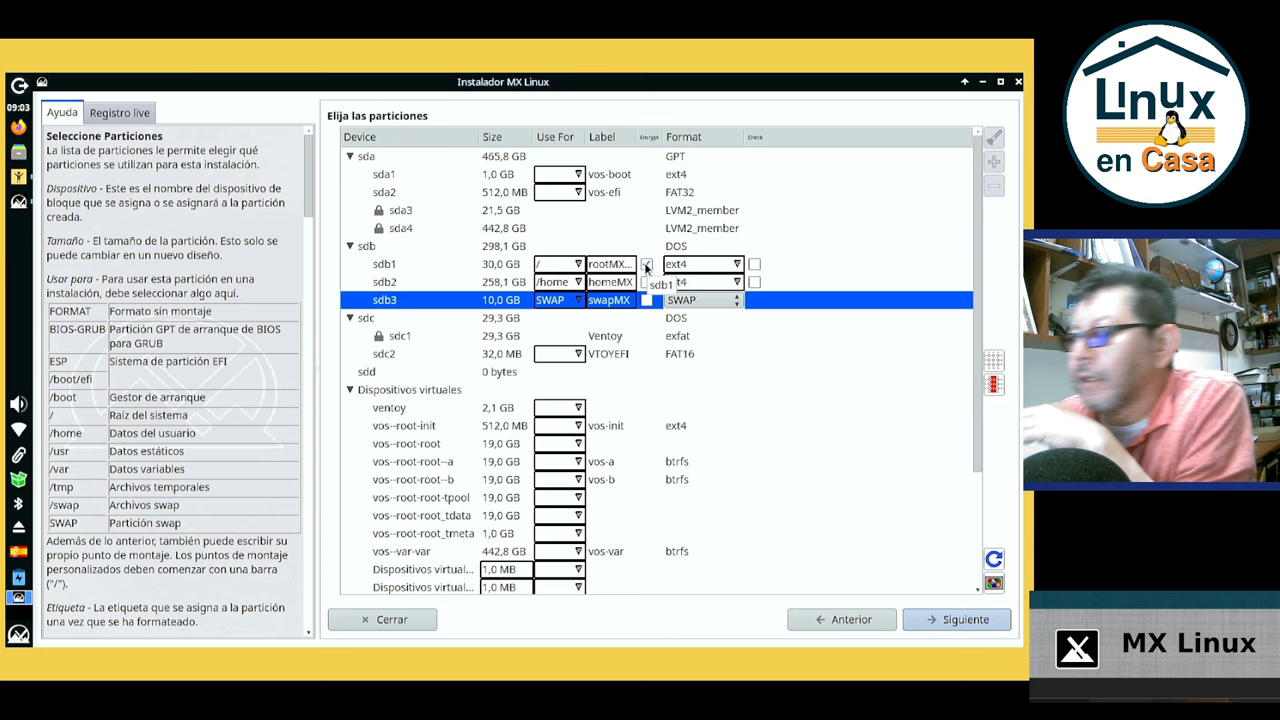 Instalador MX Linux
09:03
Ayuda
Registro live
Seleccione Particiones
La lista de particiones le permite elegir qué
particiones se utilizan para esta instalación.
Dispositivo - Este es el nombre del dispositivo de
bloque que se asigna o se asignará a la partición
creada.
Tamaño - El tamaño de la partición. Esto solo se
puede cambiar en un nuevo diseño.
Usar para - Para usar esta partición en una
instalación, debe seleccionar algo aquí.
FORMAT Formato sin montaje
BIOS-GRUB Partición GPT de arranque de BIOS
para GRUB
ESP Sistema de partición EFI
/boot/efi
/boot Gestor de arranque
/ Raíz del sistema
/home Datos del usuario
/usr Datos estáticos
/var Datos variables
/tmp Archivos temporales
/swap Archivos swap
SWAP Partición swap
Además de lo anterior, también puede escribir su
propio punto de montaje. Los puntos de montaje
personalizados deben comenzar con una barra
("/").
Etiqueta - La etiqueta que se asigna a la partición
una vez que se ha formateado.
Elija las particiones
Device Size Use For Label Encrypt Format Check
sda 465,8 GB GPT
sda1 1,0 GB vos-boot ext4
sda2 512,0 MB vos-efi FAT32
sda3 21,5 GB LVM2_member
sda4 442,8 GB LVM2_member
sdb 298,1 GB DOS
sdb1 30,0 GB / rootMX... ext4
sdb2 258,1 GB /home homeMX t4
sdb1
sdb3 10,0 GB SWAP swapMX SWAP
sdc 29,3 GB DOS
sdc1 29,3 GB Ventoy exfat
sdc2 32,0 MB VTOYEFI FAT16
sdd 0 bytes
Dispositivos virtuales
ventoy 2,1 GB
vos--root-init 512,0 MB vos-init ext4
vos--root-root 19,0 GB
vos--root-root--a 19,0 GB vos-a btrfs
vos--root-root--b 19,0 GB vos-b btrfs
vos--root-root-tpool 19,0 GB
vos--root-root_tdata 19,0 GB
vos--root-root_tmeta 1,0 GB
vos--var-var 442,8 GB vos-var btrfs
Dispositivos virtual... 1,0 MB
Dispositivos virtual... 1,0 MB
Cerrar
Anterior
Siguiente
LInux
en Casa
MX Linux